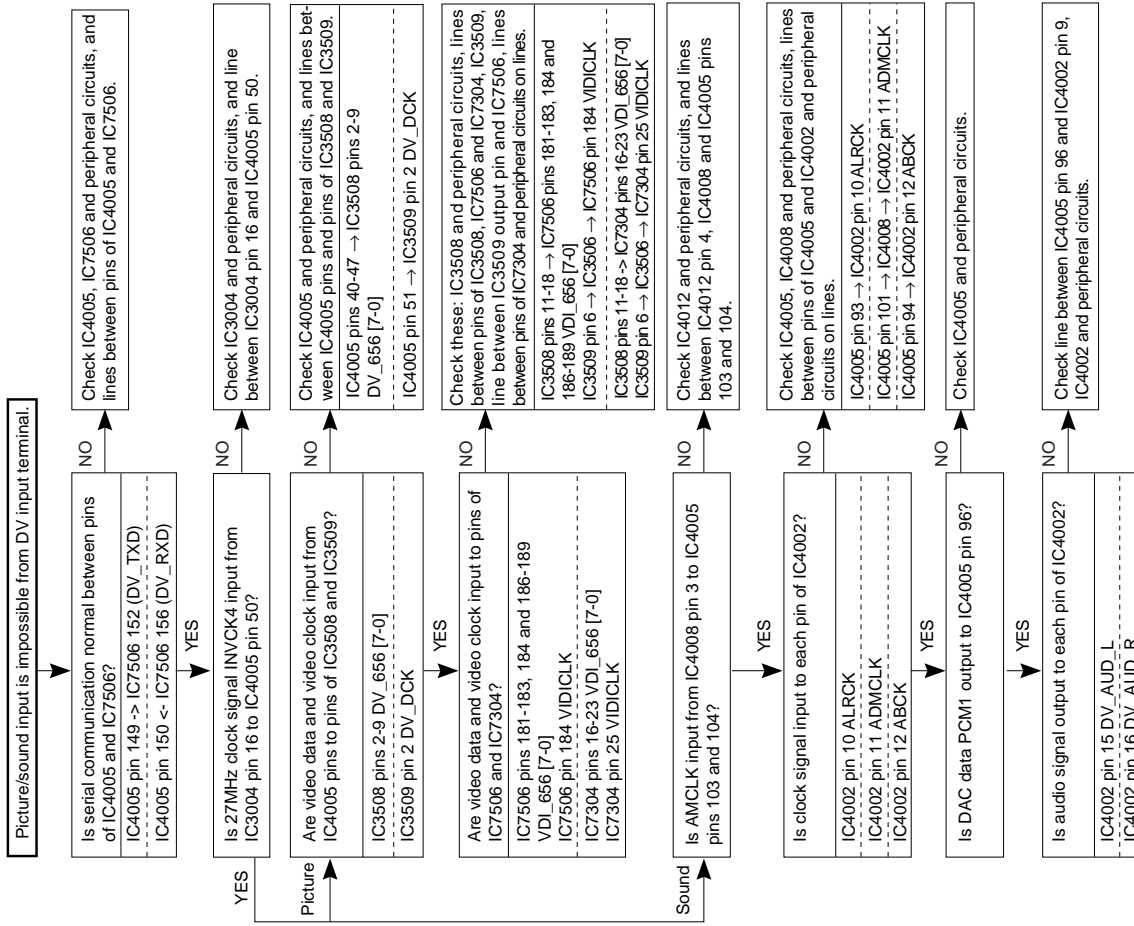 Picture/sound input is impossible from DV input terminal.
Is serial communication normal between pins
of IC4005 and IC7506?
IC4005 pin 149 -> IC7506 152 (DV_TXD)
IC4005 pin 150 <- IC7506 156 (DV_RXD)
NO
Check IC4005, IC7506 and peripheral circuits, and
lines between pins of IC4005 and IC7506.
YES
Is 27MHz clock signal INVCK4 input from
IC3004 pin 16 to IC4005 pin 50?
NO
Check IC3004 and peripheral circuits, and line
between IC3004 pin 16 and IC4005 pin 50.
YES
Picture
Are video data and video clock input from
IC4005 pins to pins of IC3508 and IC3509?
IC3508 pins 2-9 DV_656 [7-0]
IC3509 pin 2 DV_DCK
NO
Check IC4005 and peripheral circuits, and lines bet-
ween IC4005 pins and pins of IC3508 and IC3509.
IC4005 pins 40-47 → IC3508 pins 2-9
DV_656 [7-0]
IC4005 pin 51 → IC3509 pin 2 DV_DCK
YES
Are video data and video clock input to pins of
IC7506 and IC7304?
IC7506 pins 181-183, 184 and 186-189
VDI_656 [7-0]
IC7506 pin 184 VIDICLK
IC7304 pins 16-23 VDI_656 [7-0]
IC7304 pin 25 VIDICLK
NO
Check these: IC3508 and peripheral circuits, lines
between pins of IC3508, IC7506 and IC7304, IC3509,
line between IC3509 output pin and IC7506, lines
between pins of IC7304 and peripheral circuits on lines.
IC3508 pins 11-18 → IC7506 pins 181-183, 184 and
186-189 VDI_656 [7-0]
IC3509 pin 6 → IC3506 → IC7506 pin 184 VIDICLK
IC3508 pins 11-18 -> IC7304 pins 16-23 VDI_656 [7-0]
IC3509 pin 6 → IC3506 → IC7304 pin 25 VIDICLK
Sound
Is AMCLK input from IC4008 pin 3 to IC4005
pins 103 and 104?
NO
Check IC4012 and peripheral circuits, and lines
between IC4012 pin 4, IC4008 and IC4005 pins
103 and 104.
YES
Is clock signal input to each pin of IC4002?
IC4002 pin 10 ALRCK
IC4002 pin 11 ADMCLK
IC4002 pin 12 ABCK
NO
Check IC4005, IC4008 and peripheral circuits, lines
between pins of IC4005 and IC4002 and peripheral
circuits on lines.
IC4005 pin 93 → IC4002 pin 10 ALRCK
IC4005 pin 101 → IC4008 → IC4002 pin 11 ADMCLK
IC4005 pin 94 → IC4002 pin 12 ABCK
YES
Is DAC data PCM1 output to IC4005 pin 96?
NO
Check IC4005 and peripheral circuits.
YES
Is audio signal output to each pin of IC4002?
IC4002 pin 15 DV_AUD_L
IC4002 pin 16 DV_AUD_R
NO
Check line between IC4005 pin 96 and IC4002 pin 9,
IC4002 and peripheral circuits.